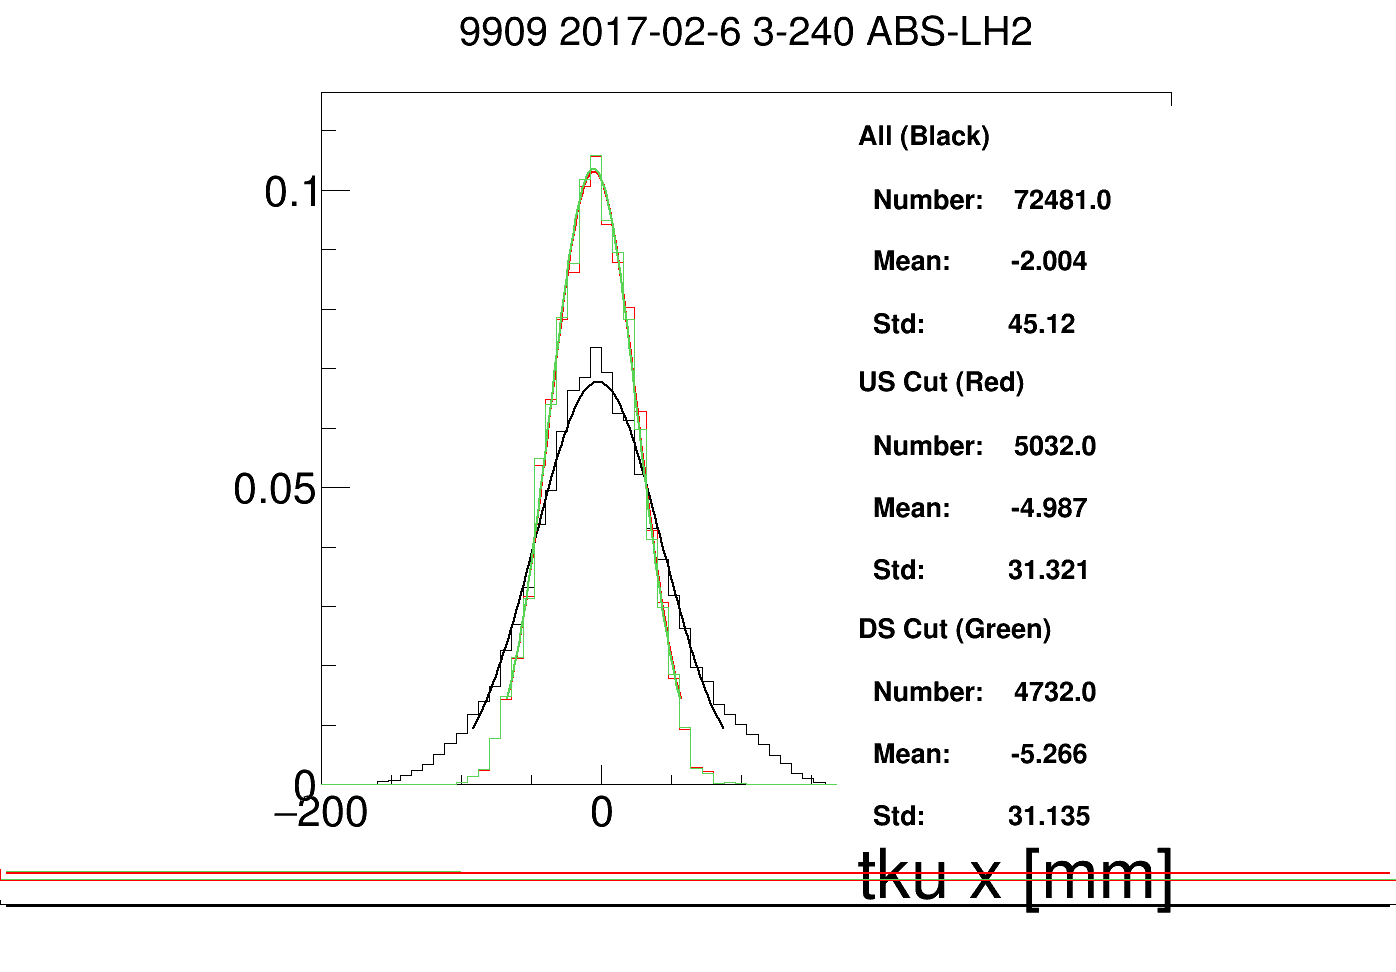 9909 2017-02-6 3-240 ABS-LH2
All (Black)
Number: 72481.0
Mean: -2.004
Std: 45.12
US Cut (Red)
Number: 5032.0
Mean: -4.987
Std: 31.321
DS Cut (Green)
Number: 4732.0
Mean: -5.266
Std: 31.135
0.1
0.05
0
−200 0
tku x [mm]